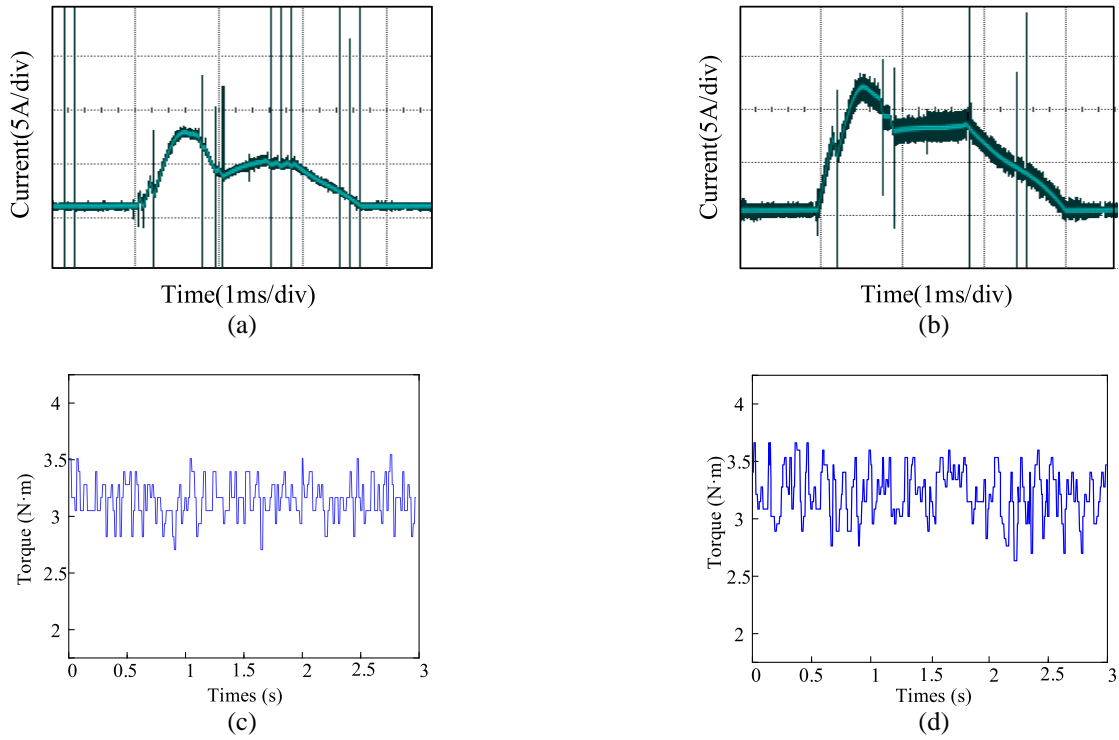 Current(5A/div)
Time(1ms/div)
(a)
Current(5A/div)
Time(1ms/div)
(b)
Torque (N·m)
4
3.5
3
2.5
2
0 0.5 1 1.5 2 2.5 3
Times (s)
(c)
Torque (N·m)
4
3.5
3
2.5
2
0 0.5 1 1.5 2 2.5 3
Times (s)
(d)